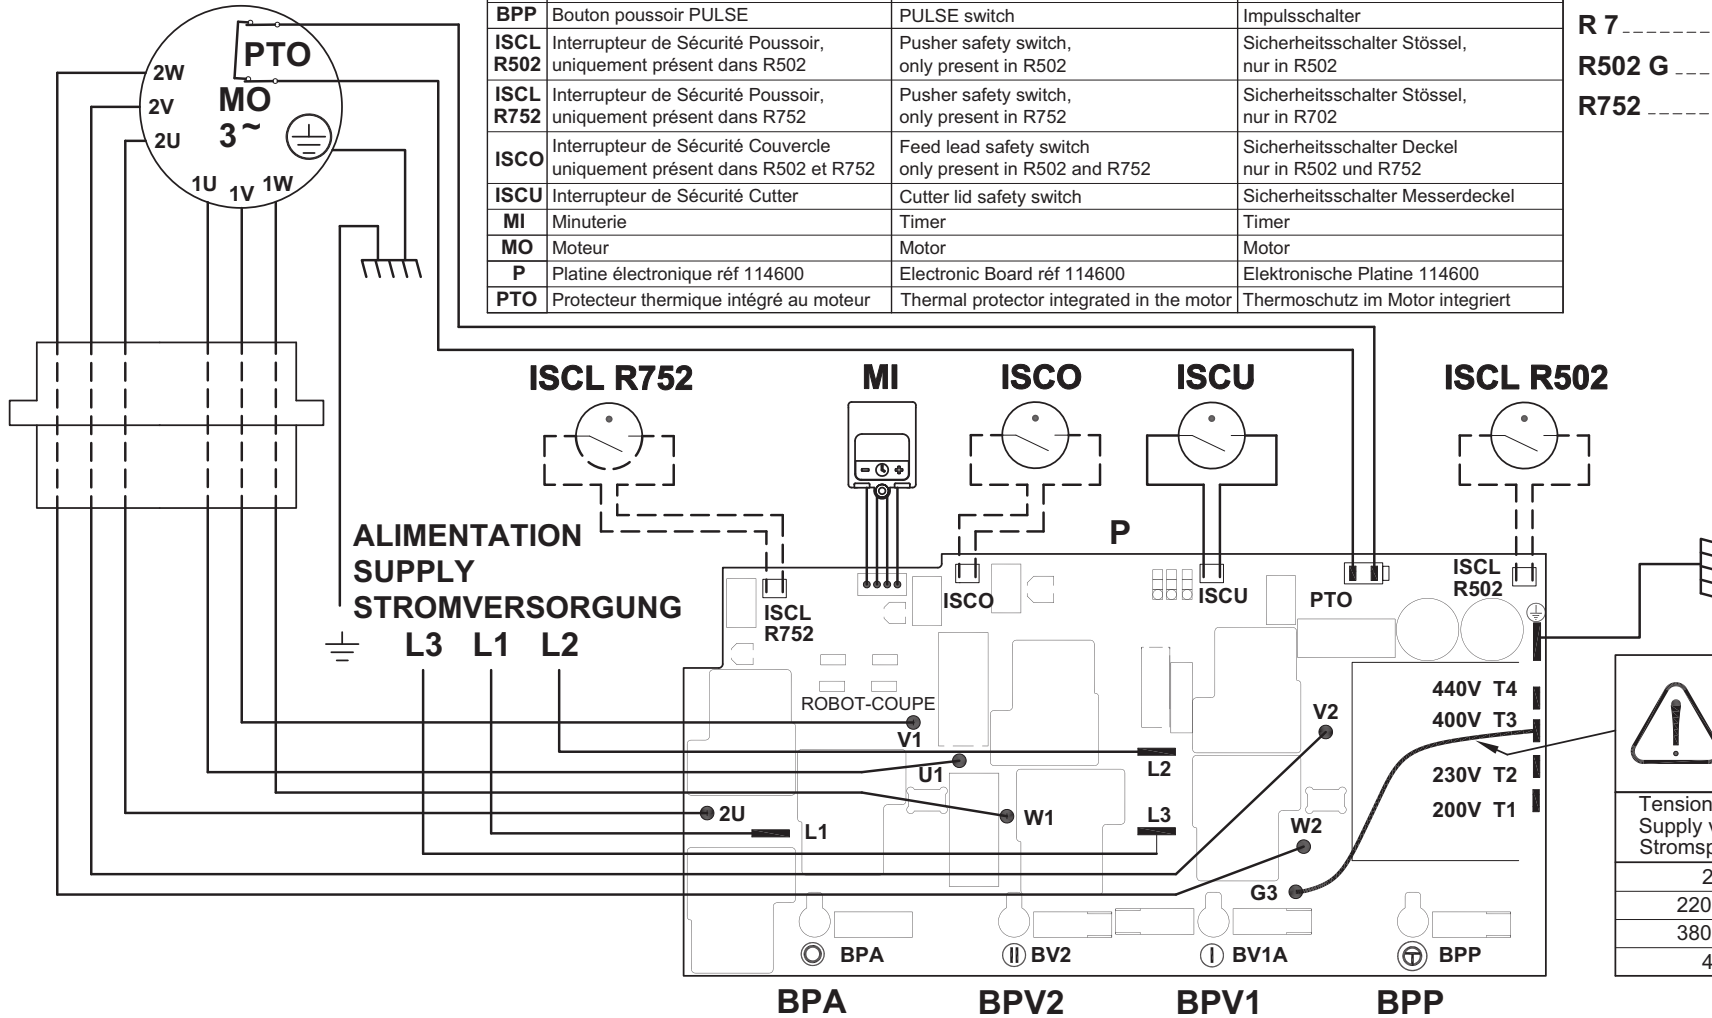 BPP Bouton poussoir PULSE PULSE switch Impulsschalter
ISCL R502 Interrupteur de Sécurité Poussoir, uniquement présent dans R502 Pusher safety switch, only present in R502 Sicherheitsschalter Stössel, nur in R502
ISCL R752 Interrupteur de Sécurité Poussoir, uniquement présent dans R752 Pusher safety switch, only present in R752 Sicherheitsschalter Stössel, nur in R702
ISCO Interrupteur de Sécurité Couvercle uniquement présent dans R502 et R752 Feed lead safety switch only present in R502 and R752 Sicherheitsschalter Deckel nur in R502 und R752
ISCU Interrupteur de Sécurité Cutter Cutter lid safety switch Sicherheitsschalter Messerdeckel
MI Minuterie Timer Timer
MO Moteur Motor Motor
P Platine électronique réf 114600 Electronic Board réf 114600 Elektronische Platine 114600
PTO Protecteur thermique intégré au moteur Thermal protector integrated in the motor Thermoschutz im Motor integriert
R 7
R502 G
R752
PTO
MO
3~
2W
2V
2U
1U
1V
1W
ISCL R752
MI
ISCO
ISCU
ISCL R502
P
ALIMENTATION
SUPPLY
STROMVERSORGUNG
L3 L1 L2
ISCL
R752
ISCO
ISCU
PTO
ISCL
R502
ROBOT-COUPE
V1
U1
2U
L1
W1
L2
L3
V2
W2
G3
440V T4
400V T3
230V T2
200V T1
Tension
Supply v
Stromsp
2
220
380
4
BPA
BV2
BV1A
BPP
BPA
BPV2
BPV1
BPP